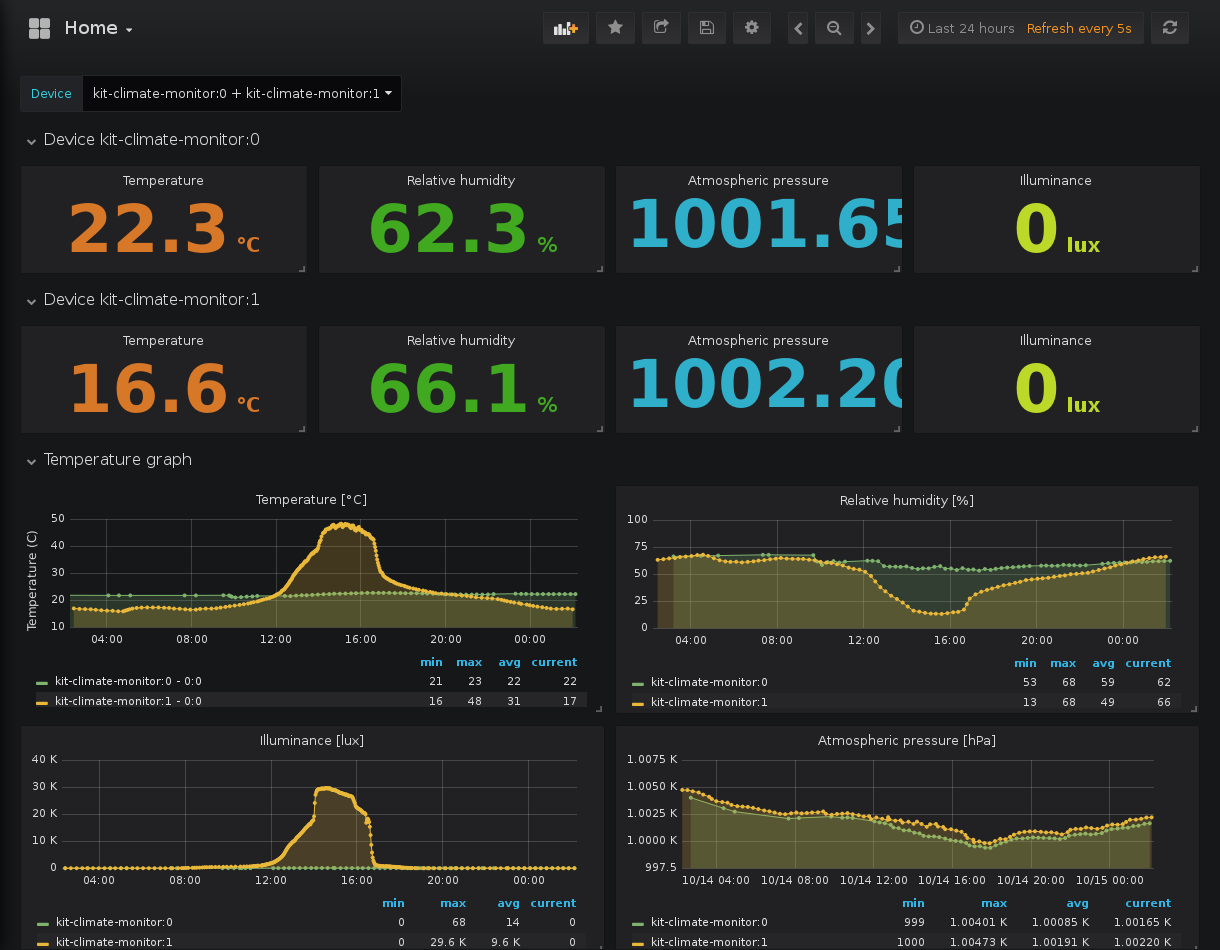 Home
Last 24 hours Refresh every 5s
Device kit-climate-monitor:0 + kit-climate-monitor:1
Device kit-climate-monitor:0
Temperature Relative humidity Atmospheric pressure Illuminance
22.3 °C 62.3 % 1001.65 0 lux
Device kit-climate-monitor:1
Temperature Relative humidity Atmospheric pressure Illuminance
16.6 °C 66.1 % 1002.20 0 lux
Temperature graph
Temperature [°C]
Temperature (C)
50
40
30
20
10
04:00 08:00 12:00 16:00 20:00 00:00
min max avg current
kit-climate-monitor:0 - 0:0 21 23 22 22
kit-climate-monitor:1 - 0:0 16 48 31 17
Relative humidity [%]
100
75
50
25
0
04:00 08:00 12:00 16:00 20:00 00:00
min max avg current
kit-climate-monitor:0 53 68 59 62
kit-climate-monitor:1 13 68 49 66
Illuminance [lux]
40 K
30 K
20 K
10 K
0
04:00 08:00 12:00 16:00 20:00 00:00
min max avg current
kit-climate-monitor:0 0 68 14 0
kit-climate-monitor:1 0 29.6 K 9.6 K 0
Atmospheric pressure [hPa]
1.0075 K
1.0050 K
1.0025 K
1.0000 K
997.5
10/14 04:00 10/14 08:00 10/14 12:00 10/14 16:00 10/14 20:00 10/15 00:00
min max avg current
kit-climate-monitor:0 999 1.00401 K 1.00085 K 1.00165 K
kit-climate-monitor:1 1000 1.00473 K 1.00191 K 1.00220 K